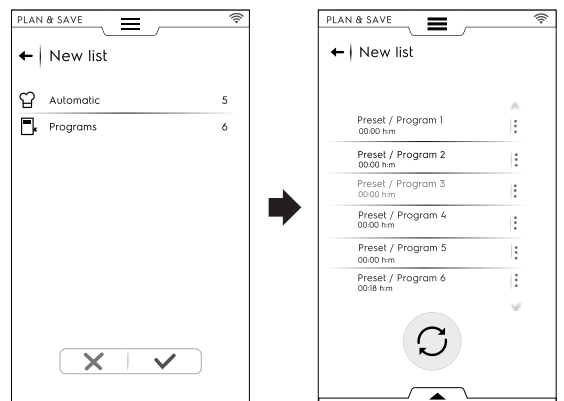 PLAN & SAVE
New list
Automatic 5
Programs 6
PLAN & SAVE
New list
Preset / Program 1
00:00 h:m
Preset / Program 2
00:00 h:m
Preset / Program 3
00:00 h:m
Preset / Program 4
00:00 h:m
Preset / Program 5
00:00 h:m
Preset / Program 6
00:18 h:m